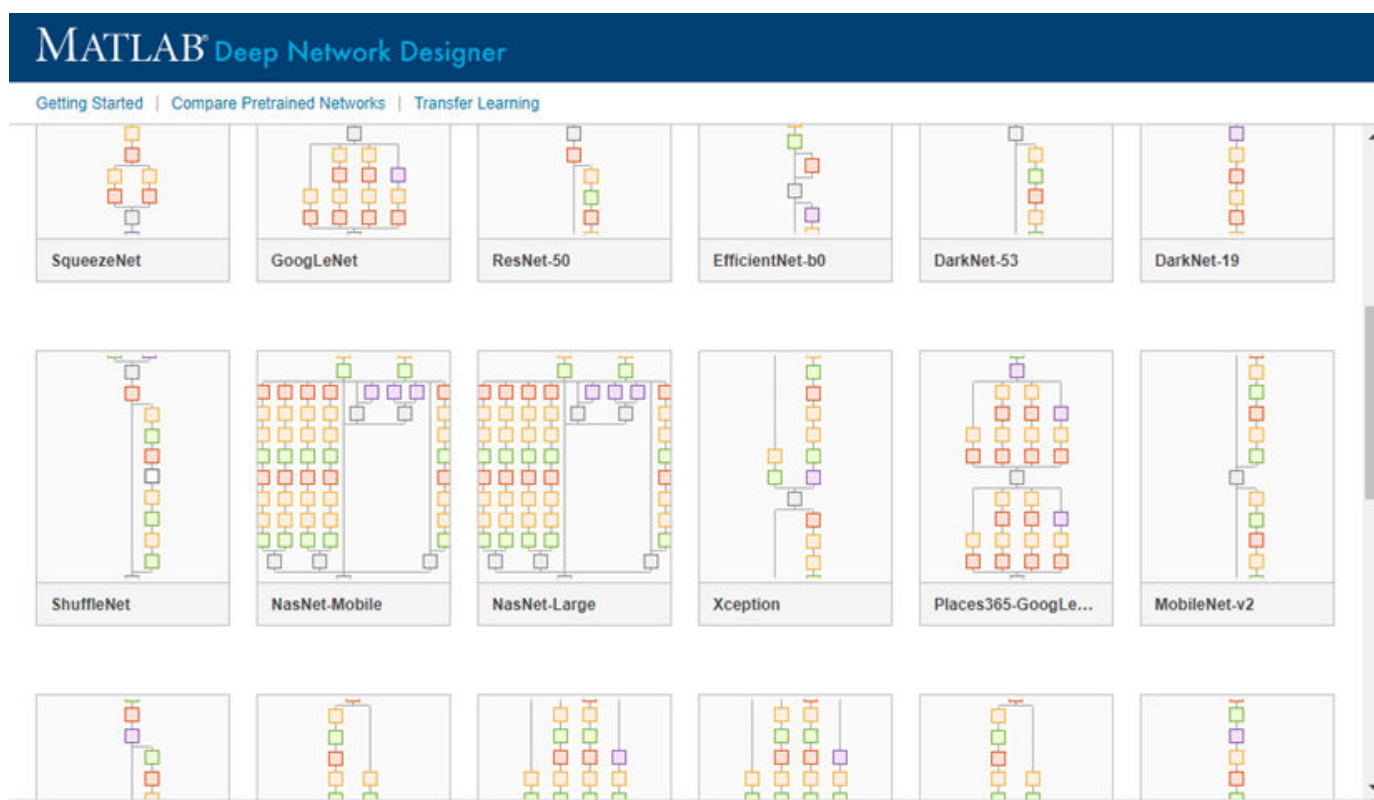 MATLAB® Deep Network Designer
Getting Started | Compare Pretrained Networks | Transfer Learning
SqueezeNet
GoogLeNet
ResNet-50
EfficientNet-b0
DarkNet-53
DarkNet-19
ShuffleNet
NasNet-Mobile
NasNet-Large
Xception
Places365-GoogLe...
MobileNet-v2